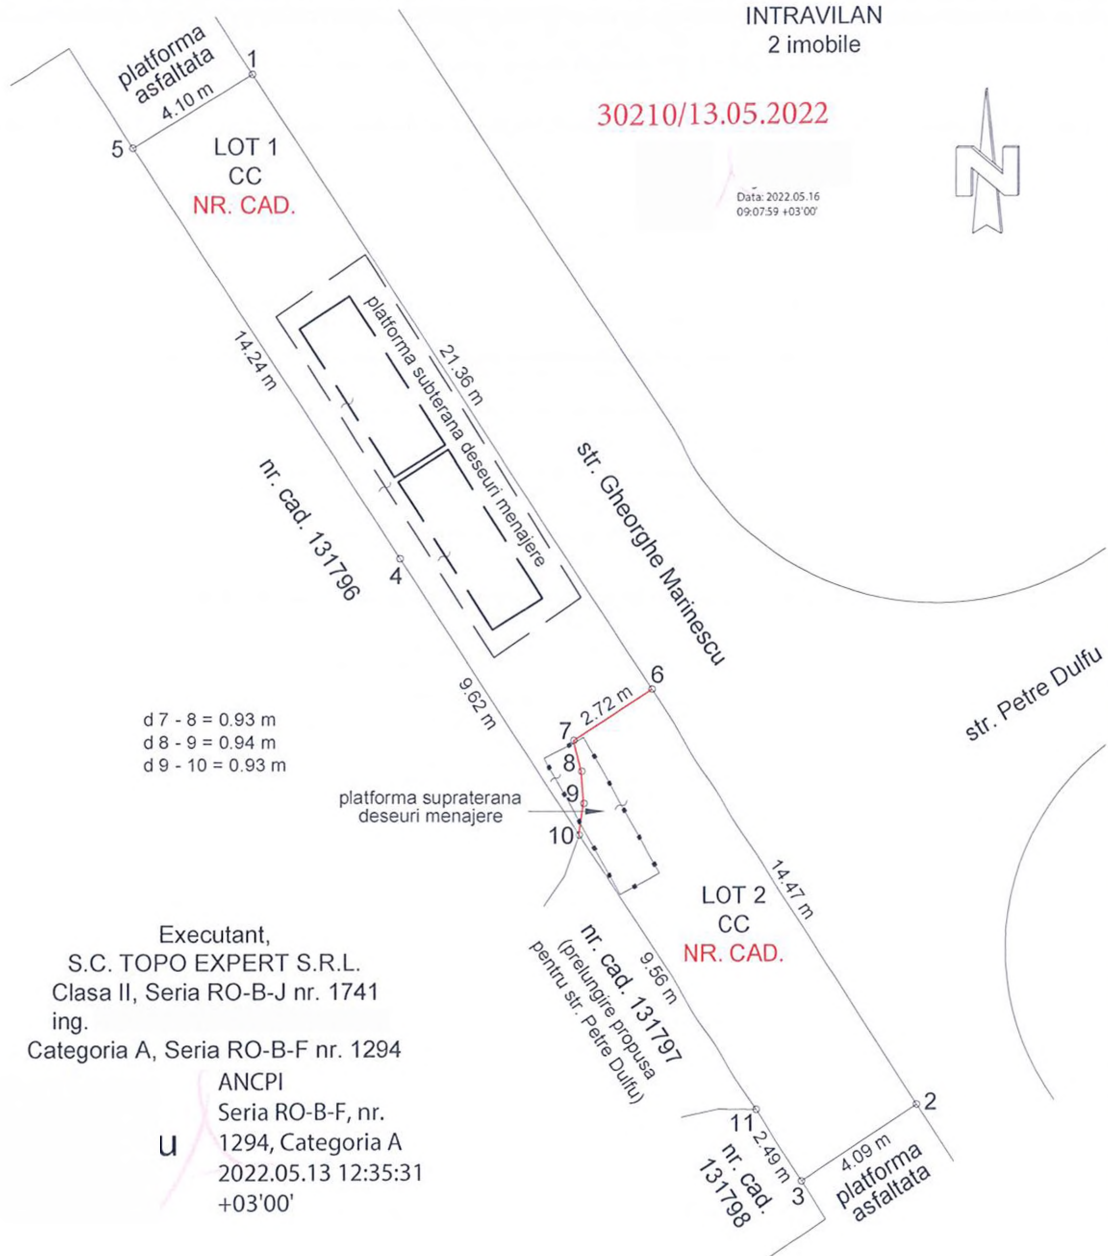 INTRAVILAN
2 imobile
30210/13.05.2022
Data: 2022.05.16
09:07:59 +03'00'
N
platforma
asfaltata
4.10 m
1
5
LOT 1
CC
NR. CAD.
14.24 m
21.36 m
platforma subterana deseuri menajere
nr. cad. 131796
4
str. Gheorghe Marinescu
str. Petre Dulfu
6
9.62 m
2.72 m
7
8
9
10
d 7 - 8 = 0.93 m
d 8 - 9 = 0.94 m
d 9 - 10 = 0.93 m
platforma supraterana
deseuri menajere
14.47 m
LOT 2
CC
NR. CAD.
9.56 m
nr. cad. 131797
(prelungire propusa
pentru str. Petre Dulfu)
2
11
2.49 m
3
4.09 m
platforma
asfaltata
nr. cad.
131798
Executant,
S.C. TOPO EXPERT S.R.L.
Clasa II, Seria RO-B-J nr. 1741
ing.
Categoria A, Seria RO-B-F nr. 1294
u
ANCPI
Seria RO-B-F, nr.
1294, Categoria A
2022.05.13 12:35:31
+03'00'